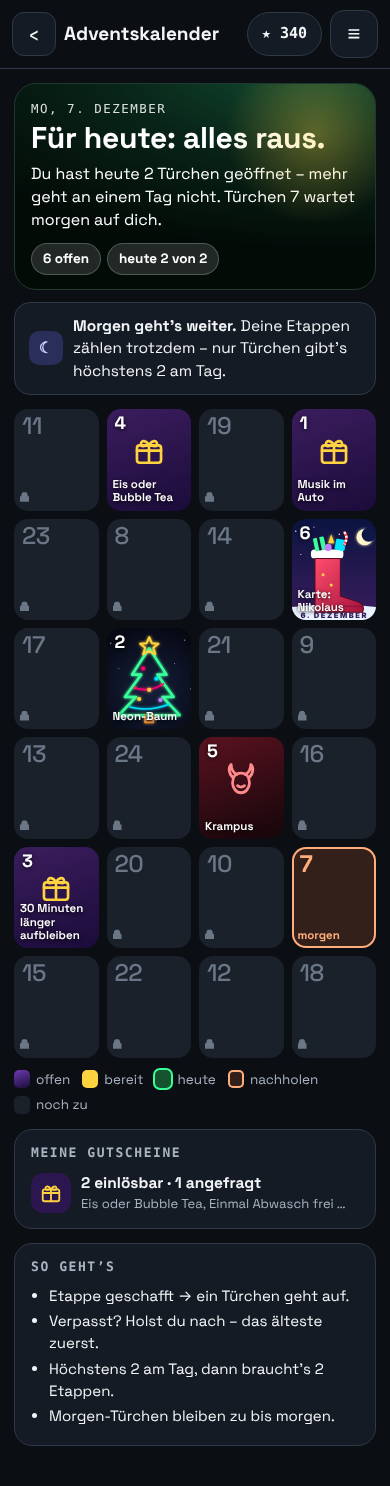 < Adventskalender ★ 340 ≡
MO, 7. DEZEMBER
Für heute: alles raus.
Du hast heute 2 Türchen geöffnet – mehr
geht an einem Tag nicht. Türchen 7 wartet
morgen auf dich.
6 offen heute 2 von 2
Morgen geht's weiter. Deine Etappen
zählen trotzdem – nur Türchen gibt's
höchstens 2 am Tag.
11 4 19 1
Eis oder
Bubble Tea
Musik im
Auto
23 8 14 6
Karte:
Nikolaus
6. DEZEMBER
17 2 21 9
Neon-Baum
13 24 5 16
Krampus
3 20 10 7
30 Minuten
länger
aufbleiben
morgen
15 22 12 18
offen bereit heute nachholen
noch zu
MEINE GUTSCHEINE
2 einlösbar · 1 angefragt
Eis oder Bubble Tea, Einmal Abwasch frei …
SO GEHT'S
• Etappe geschafft → ein Türchen geht auf.
• Verpasst? Holst du nach – das älteste
zuerst.
• Höchstens 2 am Tag, dann braucht's 2
Etappen.
• Morgen-Türchen bleiben zu bis morgen.